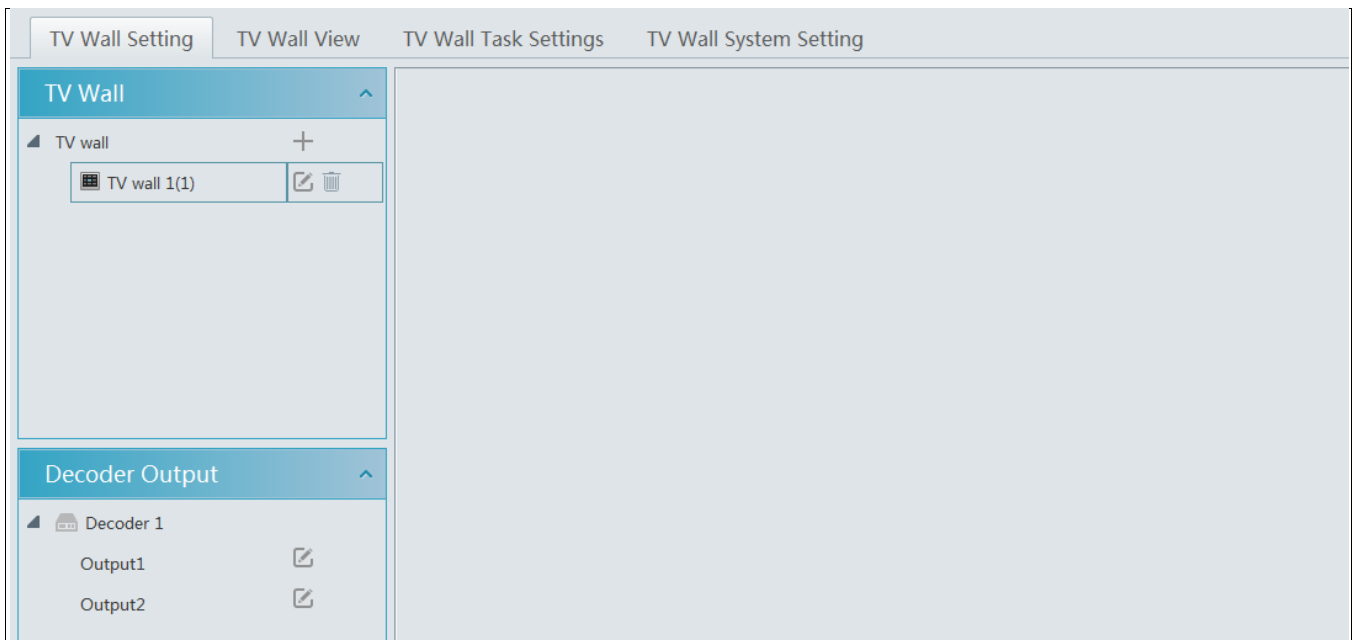 TV Wall Setting TV Wall View TV Wall Task Settings TV Wall System Setting
TV Wall
TV wall
TV wall 1(1)
Decoder Output
Decoder 1
Output1
Output2